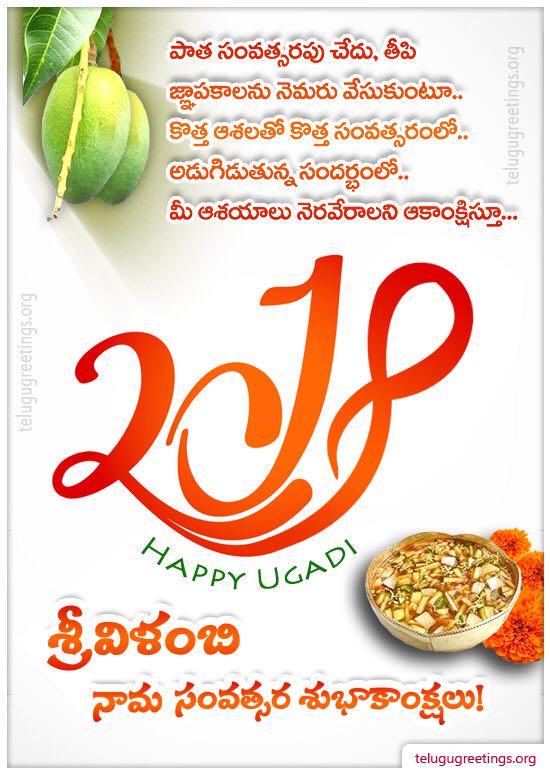 పాత సంవత్సరపు చేదు, తీపి
జ్ఞాపకాలను నెమరు వేసుకుంటూ..
కొత్త ఆశలతో కొత్త సంవత్సరంలో..
అడుగిడుతున్న సందర్భంలో..
మీ ఆశయాలు నెరవేరాలని ఆకాంక్షిస్తూ...
telugugreetings.org
telugugreetings.org
2018
HAPPY UGADI
శ్రీ విళంబి
నామ సంవత్సర శుభాకాంక్షలు!
telugugreetings.org